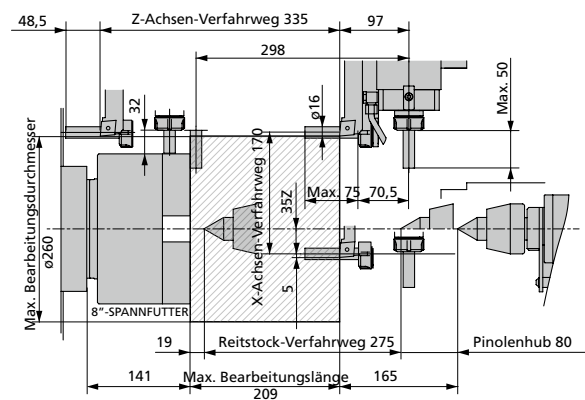 48,5
Z-Achsen-Verfahrweg 335
97
298
32
ø16
Max. 50
Max. Bearbeitungsdurchmesser
ø260
X-Achsen-Verfahrweg 170
Max. 75
70,5
35Z
5
8"-SPANNFUTTER
19
Reitstock-Verfahrweg 275
Pinolenhub 80
141
Max. Bearbeitungslänge
209
165